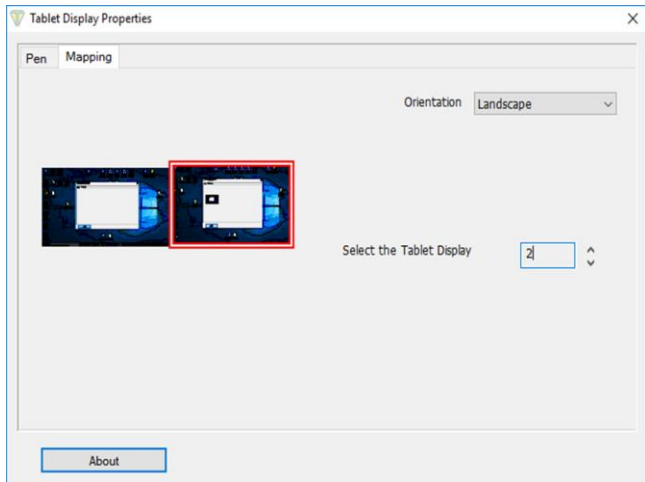 Tablet Display Properties
Pen
Mapping
Orientation
Landscape
Select the Tablet Display
2
About